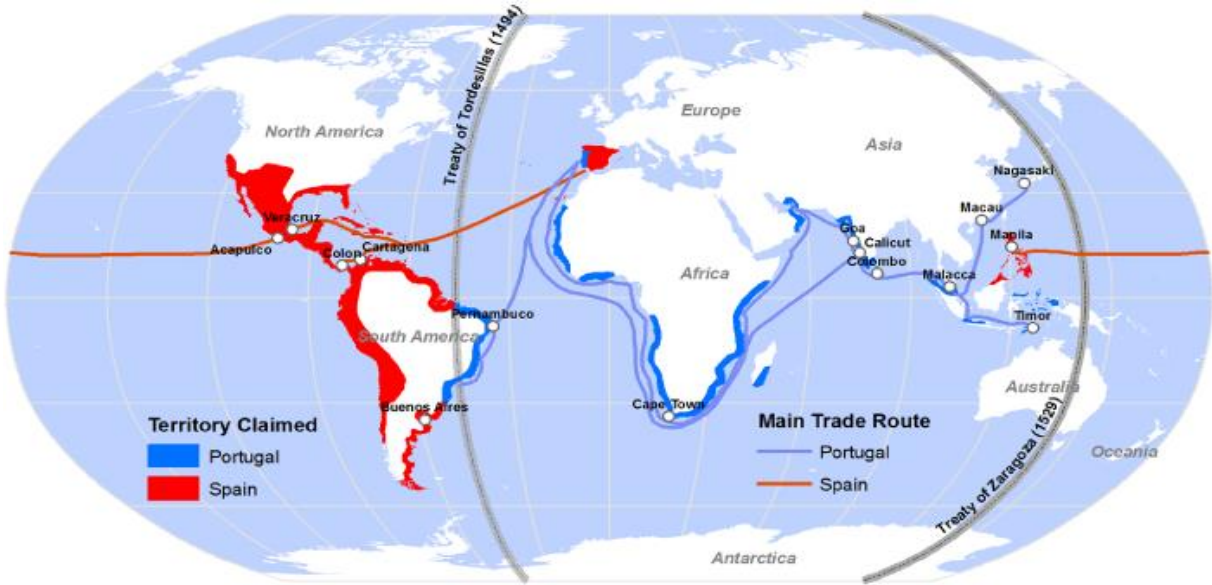 Treaty of Tordesillas (1494)
North America
Europe
Asia
Nagasaki
Macau
Manila
Veracruz
Acapulco
Colon
Cartagena
Goa
Calicut
Colombo
Malacca
Africa
Pernambuco
South America
Timor
Australia
Buenos Aires
Cape Town
Territory Claimed
Portugal
Spain
Main Trade Route
Portugal
Spain
Treaty of Zaragoza (1529)
Oceania
Antarctica